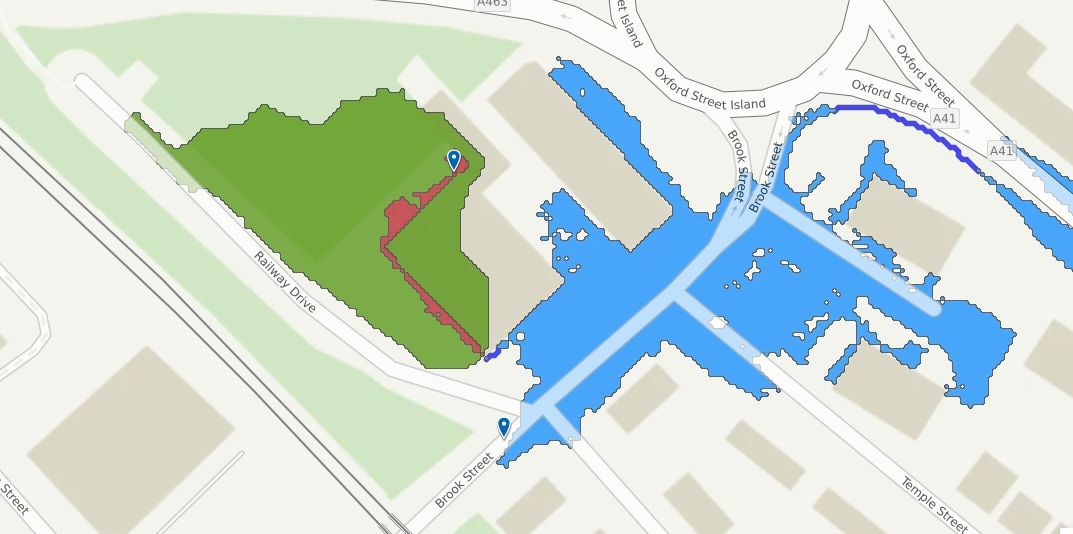 A463
et Island
Oxford Street Island
Oxford Street
Oxford Street
A41
A41
Brook Street
Brook Street
Railway Drive
Brook Street
Temple Street
Street